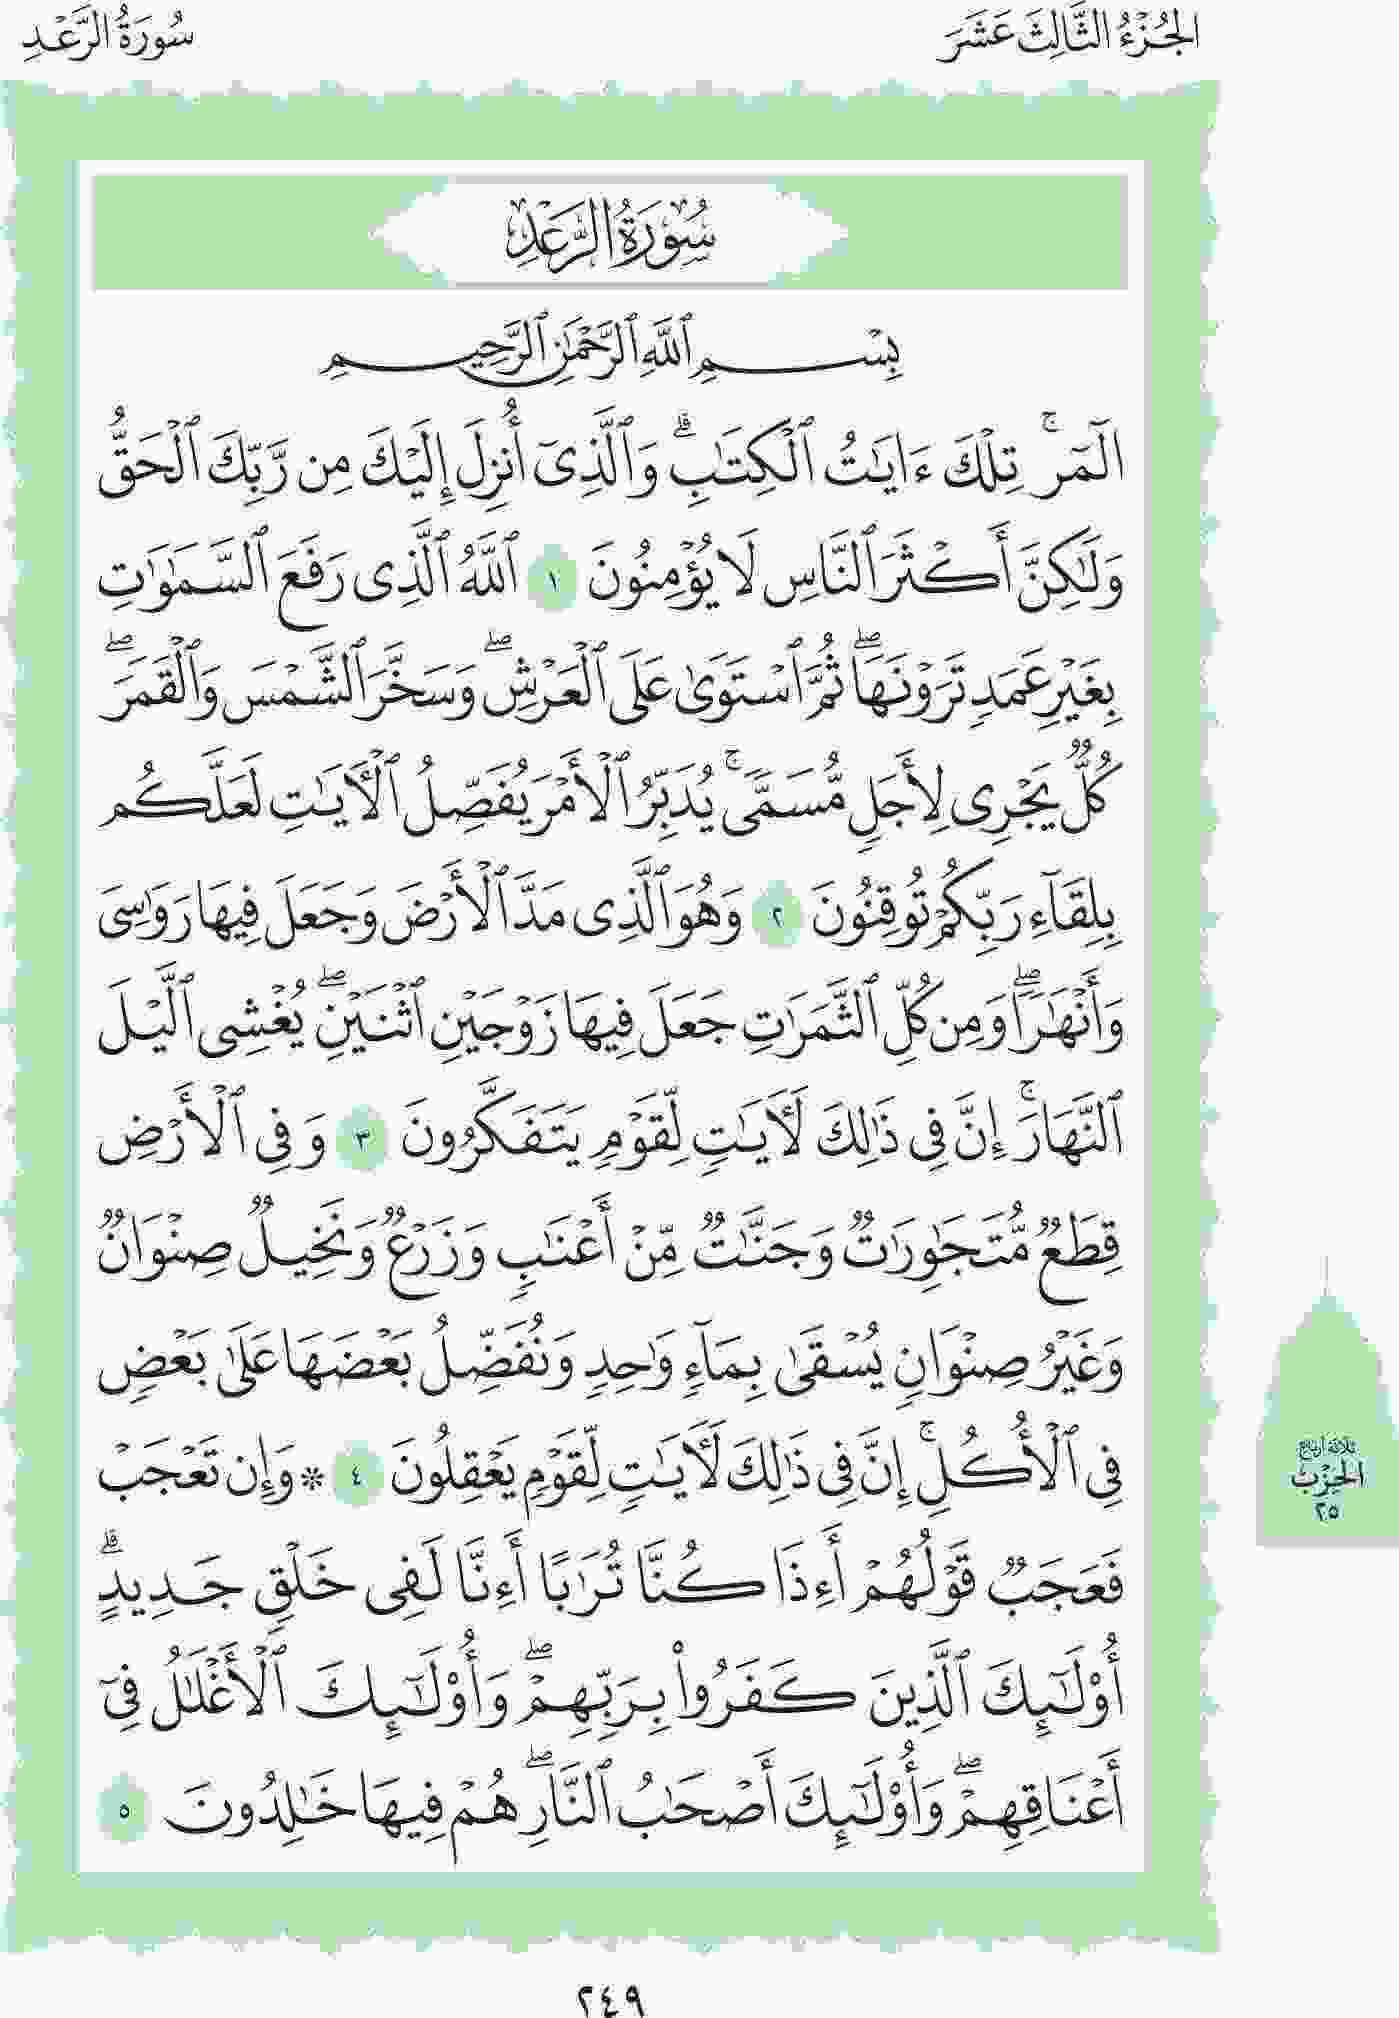 الجُزْءُ الثَّالِثَ عَشَرَ
سُورَةُ الرَّعْدِ
سُورَةُ الرَّعْدِ
بِسْمِ ٱللَّهِ ٱلرَّحْمَٰنِ ٱلرَّحِيمِ
الٓمٓرۚ تِلْكَ ءَايَٰتُ ٱلْكِتَٰبِۗ وَٱلَّذِىٓ أُنزِلَ إِلَيْكَ مِن رَّبِّكَ ٱلْحَقُّ
وَلَٰكِنَّ أَكْثَرَ ٱلنَّاسِ لَا يُؤْمِنُونَ ١ ٱللَّهُ ٱلَّذِى رَفَعَ ٱلسَّمَٰوَٰتِ
بِغَيْرِ عَمَدٍ تَرَوْنَهَاۖ ثُمَّ ٱسْتَوَىٰ عَلَى ٱلْعَرْشِۖ وَسَخَّرَ ٱلشَّمْسَ وَٱلْقَمَرَۖ
كُلٌّ يَجْرِى لِأَجَلٍ مُّسَمًّىۚ يُدَبِّرُ ٱلْأَمْرَ يُفَصِّلُ ٱلْءَايَٰتِ لَعَلَّكُم
بِلِقَآءِ رَبِّكُمْ تُوقِنُونَ ٢ وَهُوَ ٱلَّذِى مَدَّ ٱلْأَرْضَ وَجَعَلَ فِيهَا رَوَٰسِىَ
وَأَنْهَٰرًاۖ وَمِن كُلِّ ٱلثَّمَرَٰتِ جَعَلَ فِيهَا زَوْجَيْنِ ٱثْنَيْنِۖ يُغْشِى ٱلَّيْلَ
ٱلنَّهَارَۚ إِنَّ فِى ذَٰلِكَ لَءَايَٰتٍ لِّقَوْمٍ يَتَفَكَّرُونَ ٣ وَفِى ٱلْأَرْضِ
قِطَعٌ مُّتَجَٰوِرَٰتٌ وَجَنَّٰتٌ مِّنْ أَعْنَٰبٍ وَزَرْعٌ وَنَخِيلٌ صِنْوَانٌ
وَغَيْرُ صِنْوَانٍ يُسْقَىٰ بِمَآءٍ وَٰحِدٍ وَنُفَضِّلُ بَعْضَهَا عَلَىٰ بَعْضٍ
فِى ٱلْأُكُلِۚ إِنَّ فِى ذَٰلِكَ لَءَايَٰتٍ لِّقَوْمٍ يَعْقِلُونَ ٤ * وَإِن تَعْجَبْ
فَعَجَبٌ قَوْلُهُمْ أَءِذَا كُنَّا تُرَٰبًا أَءِنَّا لَفِى خَلْقٍ جَدِيدٍۗ
أُو۟لَٰٓئِكَ ٱلَّذِينَ كَفَرُوا۟ بِرَبِّهِمْۖ وَأُو۟لَٰٓئِكَ ٱلْأَغْلَٰلُ فِىٓ
أَعْنَاقِهِمْۖ وَأُو۟لَٰٓئِكَ أَصْحَٰبُ ٱلنَّارِۖ هُمْ فِيهَا خَٰلِدُونَ ٥
ثلاثة أرباع
الحِزْب
٢٥
٢٤٩